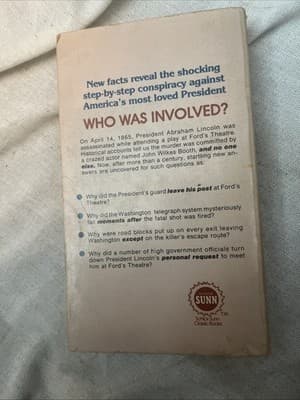 New facts reveal the shocking
step-by-step conspiracy against
America's most loved President
WHO WAS INVOLVED?
On April 14, 1865, President Abraham Lincoln was
assassinated while attending a play at Ford's Theatre.
Historical accounts tell us the murder was committed by
a crazed actor named John Wilkes Booth, and no one
else. Now, after more than a century, startling new an-
swers are uncovered for such questions as:
Why did the President's guard leave his post at Ford's
Theatre?
Why did the Washington telegraph system mysteriously
fail moments after the fatal shot was fired?
Why were road blocks put up on every exit leaving
Washington except on the killer's escape route?
Why did a number of high government officials turn
down President Lincoln's personal request to meet
him at Ford's Theatre?
SUNN
TM
Classic Books